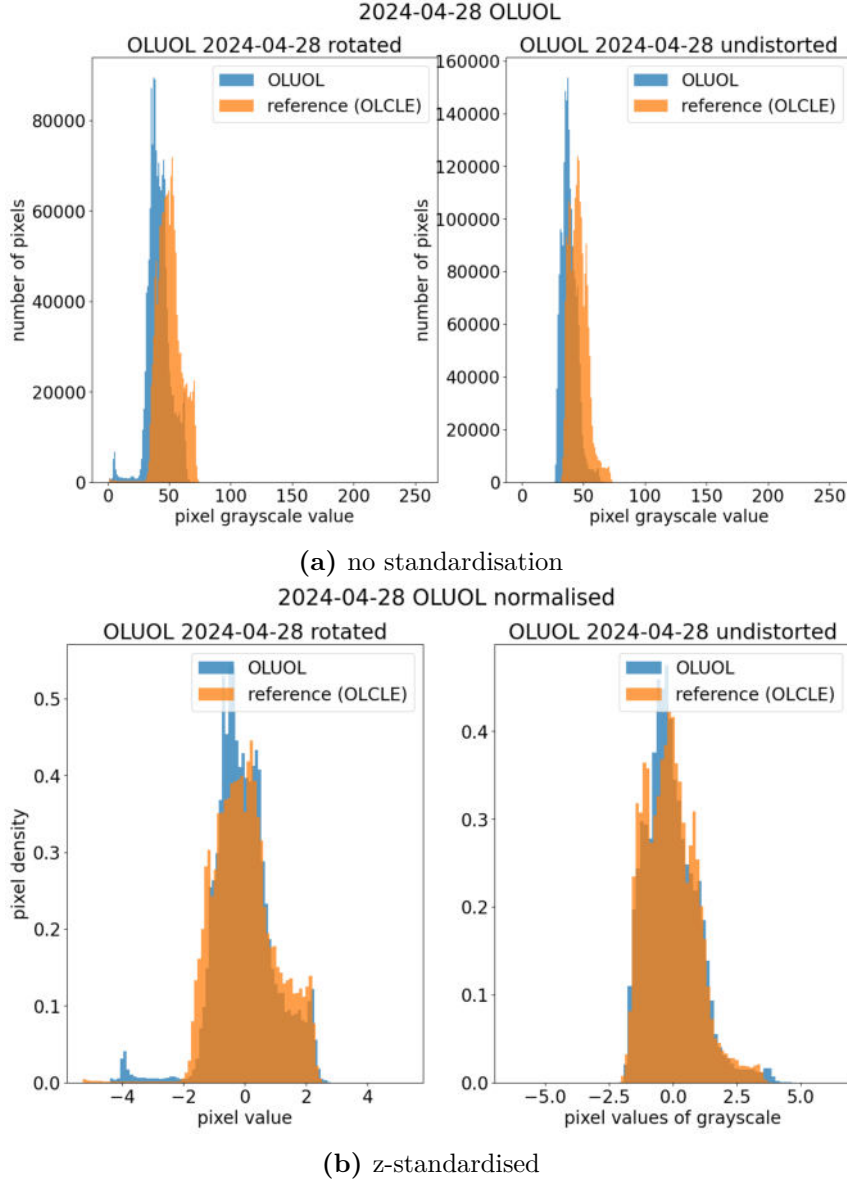 2024-04-28 OLUOL
OLUOL 2024-04-28 rotated
OLUOL 2024-04-28 undistorted
OLUOL
reference (OLCLE)
number of pixels
0
20000
40000
60000
80000
0
50
100
150
200
250
pixel grayscale value
OLUOL
reference (OLCLE)
number of pixels
0
20000
40000
60000
80000
100000
120000
140000
160000
0
50
100
150
200
250
pixel grayscale value
(a) no standardisation
2024-04-28 OLUOL normalised
OLUOL 2024-04-28 rotated
OLUOL 2024-04-28 undistorted
OLUOL
reference (OLCLE)
pixel density
0.0
0.1
0.2
0.3
0.4
0.5
−4
−2
0
2
4
pixel value
OLUOL
reference (OLCLE)
0.0
0.1
0.2
0.3
0.4
−5.0
−2.5
0.0
2.5
5.0
pixel values of grayscale
(b) z-standardised